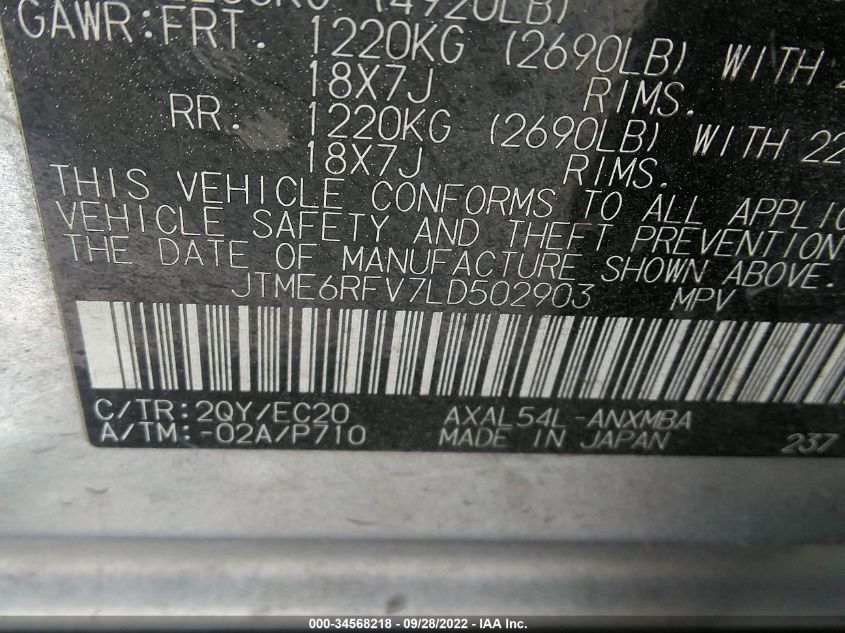 (4920LB)
GAWR:FRT. 1220KG (2690LB) WITH
18X7J RIMS.
RR. 1220KG (2690LB) WITH 22
18X7J RIMS.
THIS VEHICLE CONFORMS TO ALL APPLIC
VEHICLE SAFETY AND THEFT PREVENTION
THE DATE OF MANUFACTURE SHOWN ABOVE.
JTME6RFV7LD502903 MPV
C/TR:2QY/EC20 AXAL54L-ANXMBA
A/TM:-02A/P710 MADE IN JAPAN 237
000-34568218 - 09/28/2022 - IAA Inc.